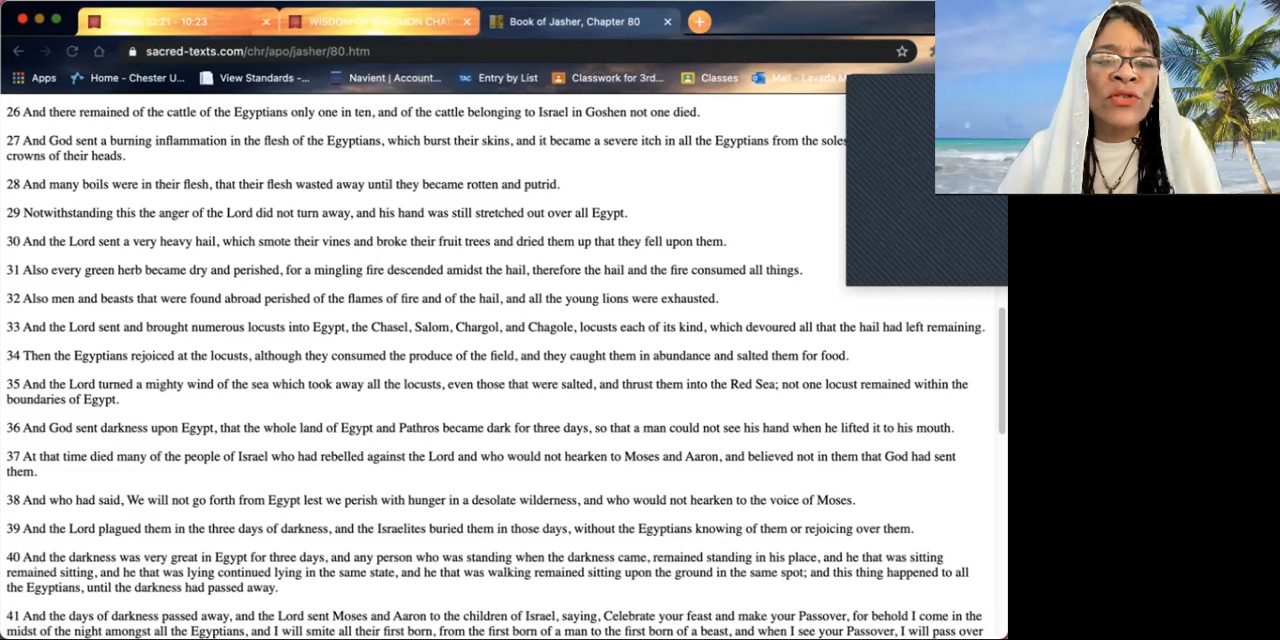 10:21 - 10:23
WISDOM OF SOLOMON CHAP
Book of Jasher, Chapter 80
sacred-texts.com/chr/apo/jasher/80.htm
Apps Home - Chester U... View Standards -... Navient | Account... TAC Entry by List Classwork for 3rd... Classes Mail - Lavada M
26 And there remained of the cattle of the Egyptians only one in ten, and of the cattle belonging to Israel in Goshen not one died.
27 And God sent a burning inflammation in the flesh of the Egyptians, which burst their skins, and it became a severe itch in all the Egyptians from the soles
crowns of their heads.
28 And many boils were in their flesh, that their flesh wasted away until they became rotten and putrid.
29 Notwithstanding this the anger of the Lord did not turn away, and his hand was still stretched out over all Egypt.
30 And the Lord sent a very heavy hail, which smote their vines and broke their fruit trees and dried them up that they fell upon them.
31 Also every green herb became dry and perished, for a mingling fire descended amidst the hail, therefore the hail and the fire consumed all things.
32 Also men and beasts that were found abroad perished of the flames of fire and of the hail, and all the young lions were exhausted.
33 And the Lord sent and brought numerous locusts into Egypt, the Chasel, Salom, Chargol, and Chagole, locusts each of its kind, which devoured all that the hail had left remaining.
34 Then the Egyptians rejoiced at the locusts, although they consumed the produce of the field, and they caught them in abundance and salted them for food.
35 And the Lord turned a mighty wind of the sea which took away all the locusts, even those that were salted, and thrust them into the Red Sea; not one locust remained within the
boundaries of Egypt.
36 And God sent darkness upon Egypt, that the whole land of Egypt and Pathros became dark for three days, so that a man could not see his hand when he lifted it to his mouth.
37 At that time died many of the people of Israel who had rebelled against the Lord and who would not hearken to Moses and Aaron, and believed not in them that God had sent
them.
38 And who had said, We will not go forth from Egypt lest we perish with hunger in a desolate wilderness, and who would not hearken to the voice of Moses.
39 And the Lord plagued them in the three days of darkness, and the Israelites buried them in those days, without the Egyptians knowing of them or rejoicing over them.
40 And the darkness was very great in Egypt for three days, and any person who was standing when the darkness came, remained standing in his place, and he that was sitting
remained sitting, and he that was lying continued lying in the same state, and he that was walking remained sitting upon the ground in the same spot; and this thing happened to all
the Egyptians, until the darkness had passed away.
41 And the days of darkness passed away, and the Lord sent Moses and Aaron to the children of Israel, saying, Celebrate your feast and make your Passover, for behold I come in the
midst of the night amongst all the Egyptians, and I will smite all their first born, from the first born of a man to the first born of a beast, and when I see your Passover, I will pass over